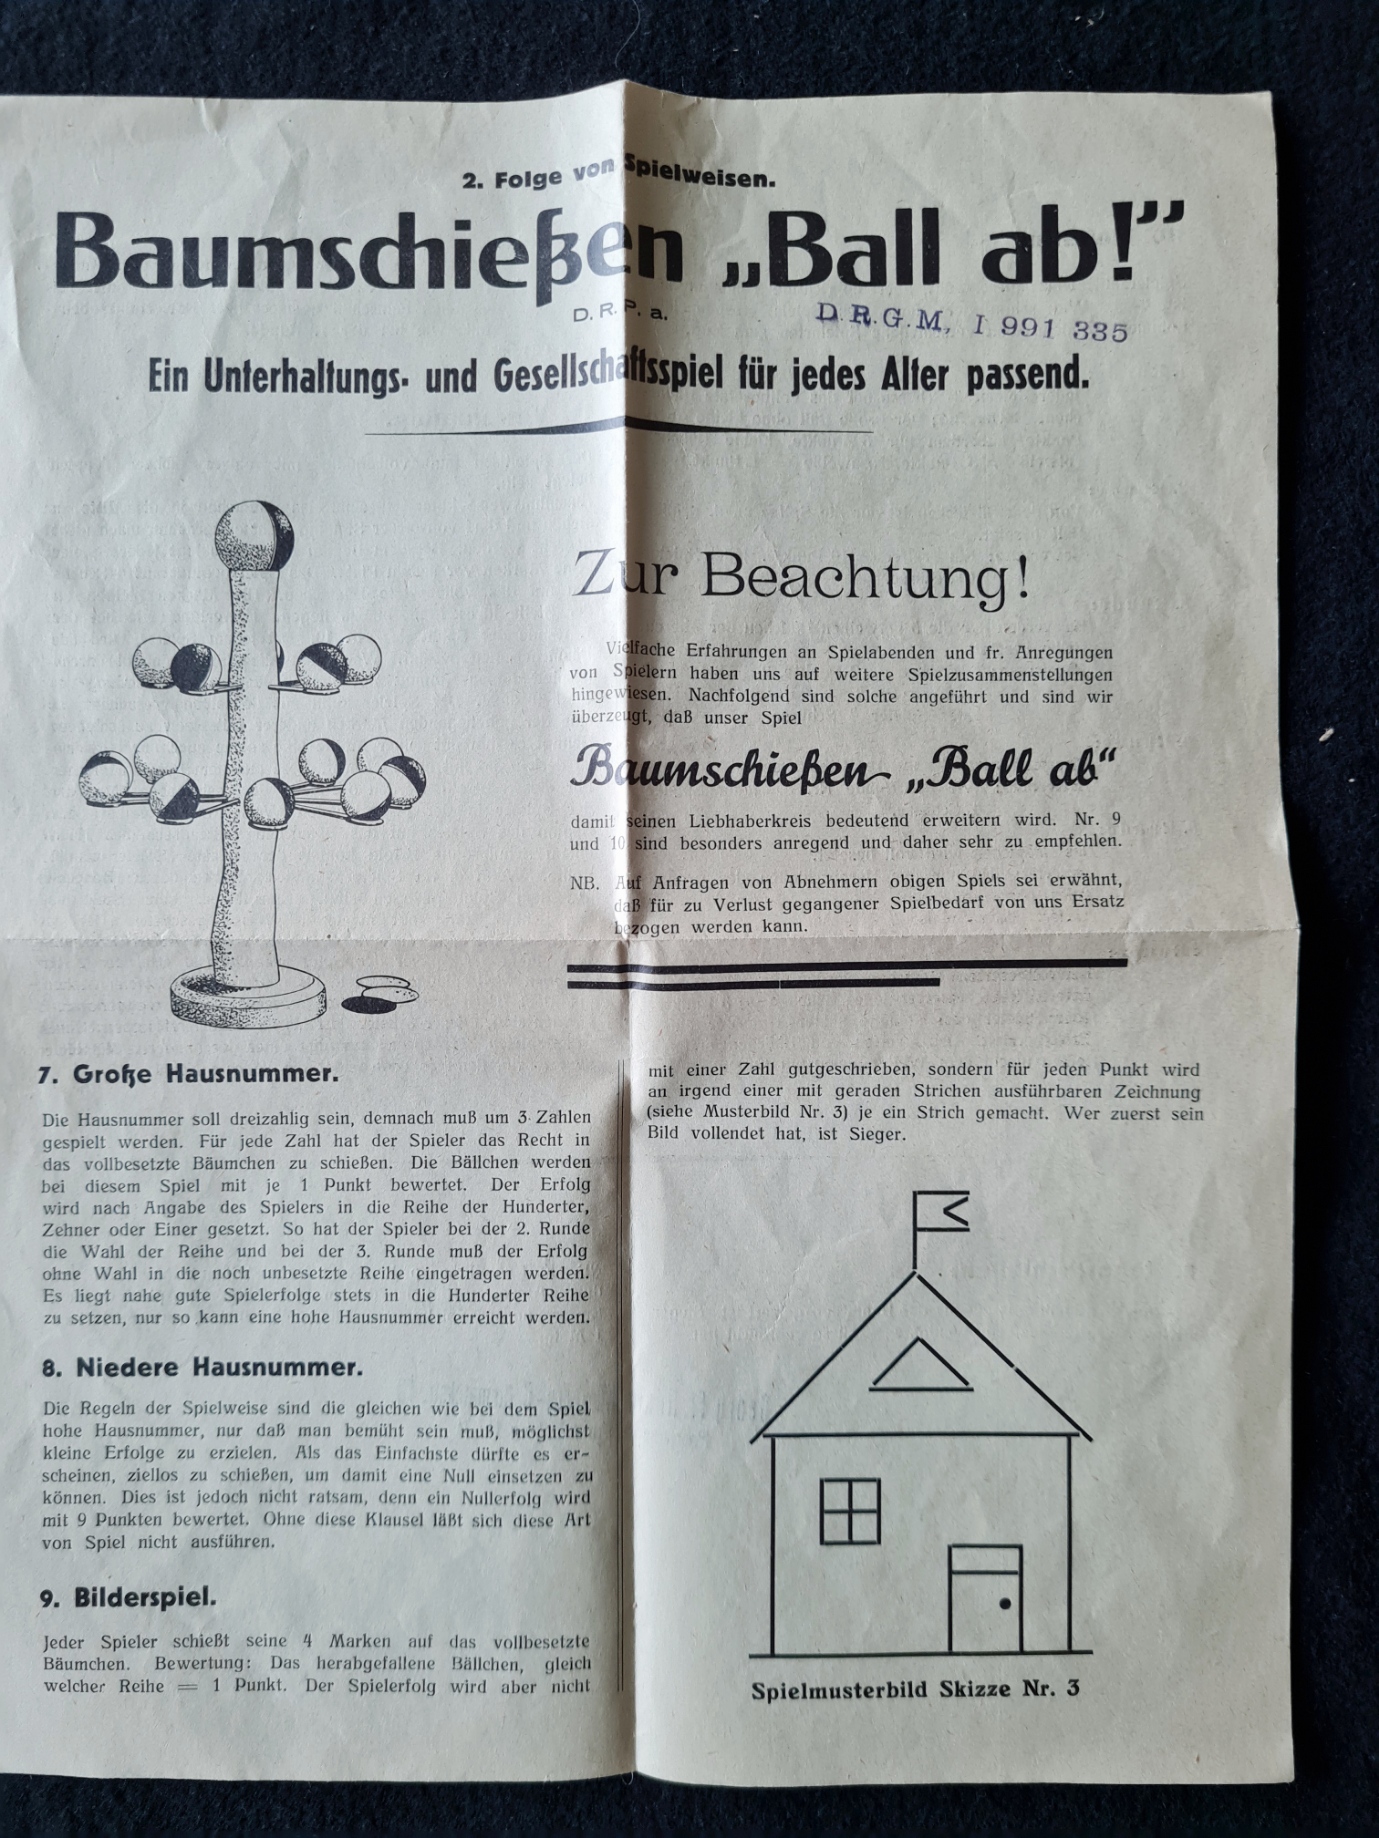 2. Folge von Spielweisen.
Baumschießen „Ball ab!”
D. R. P. a.
D.R.G.M, I 991 335
Ein Unterhaltungs- und Gesellschaftsspiel für jedes Alter passend.
Zur Beachtung!
Vielfache Erfahrungen an Spielabenden und fr. Anregungen
von Spielern haben uns auf weitere Spielzusammenstellungen
hingewiesen. Nachfolgend sind solche angeführt und sind wir
überzeugt, daß unser Spiel
Baumschießen „Ball ab“
damit seinen Liebhaberkreis bedeutend erweitern wird. Nr. 9
und 10 sind besonders anregend und daher sehr zu empfehlen.
NB. Auf Anfragen von Abnehmern obigen Spiels sei erwähnt,
daß für zu Verlust gegangener Spielbedarf von uns Ersatz
bezogen werden kann.
7. Große Hausnummer.
Die Hausnummer soll dreizahlig sein, demnach muß um 3 Zahlen
gespielt werden. Für jede Zahl hat der Spieler das Recht in
das vollbesetzte Bäumchen zu schießen. Die Bällchen werden
bei diesem Spiel mit je 1 Punkt bewertet. Der Erfolg
wird nach Angabe des Spielers in die Reihe der Hunderter,
Zehner oder Einer gesetzt. So hat der Spieler bei der 2. Runde
die Wahl der Reihe und bei der 3. Runde muß der Erfolg
ohne Wahl in die noch unbesetzte Reihe eingetragen werden.
Es liegt nahe gute Spielerfolge stets in die Hunderter Reihe
zu setzen, nur so kann eine hohe Hausnummer erreicht werden.
8. Niedere Hausnummer.
Die Regeln der Spielweise sind die gleichen wie bei dem Spiel
hohe Hausnummer, nur daß man bemüht sein muß, möglichst
kleine Erfolge zu erzielen. Als das Einfachste dürfte es er-
scheinen, ziellos zu schießen, um damit eine Null einsetzen zu
können. Dies ist jedoch nicht ratsam, denn ein Nullerfolg wird
mit 9 Punkten bewertet. Ohne diese Klausel läßt sich diese Art
von Spiel nicht ausführen.
9. Bilderspiel.
Jeder Spieler schießt seine 4 Marken auf das vollbesetzte
Bäumchen. Bewertung: Das herabgefallene Bällchen, gleich
welcher Reihe = 1 Punkt. Der Spielerfolg wird aber nicht
mit einer Zahl gutgeschrieben, sondern für jeden Punkt wird
an irgend einer mit geraden Strichen ausführbaren Zeichnung
(siehe Musterbild Nr. 3) je ein Strich gemacht. Wer zuerst sein
Bild vollendet hat, ist Sieger.
Spielmusterbild Skizze Nr. 3